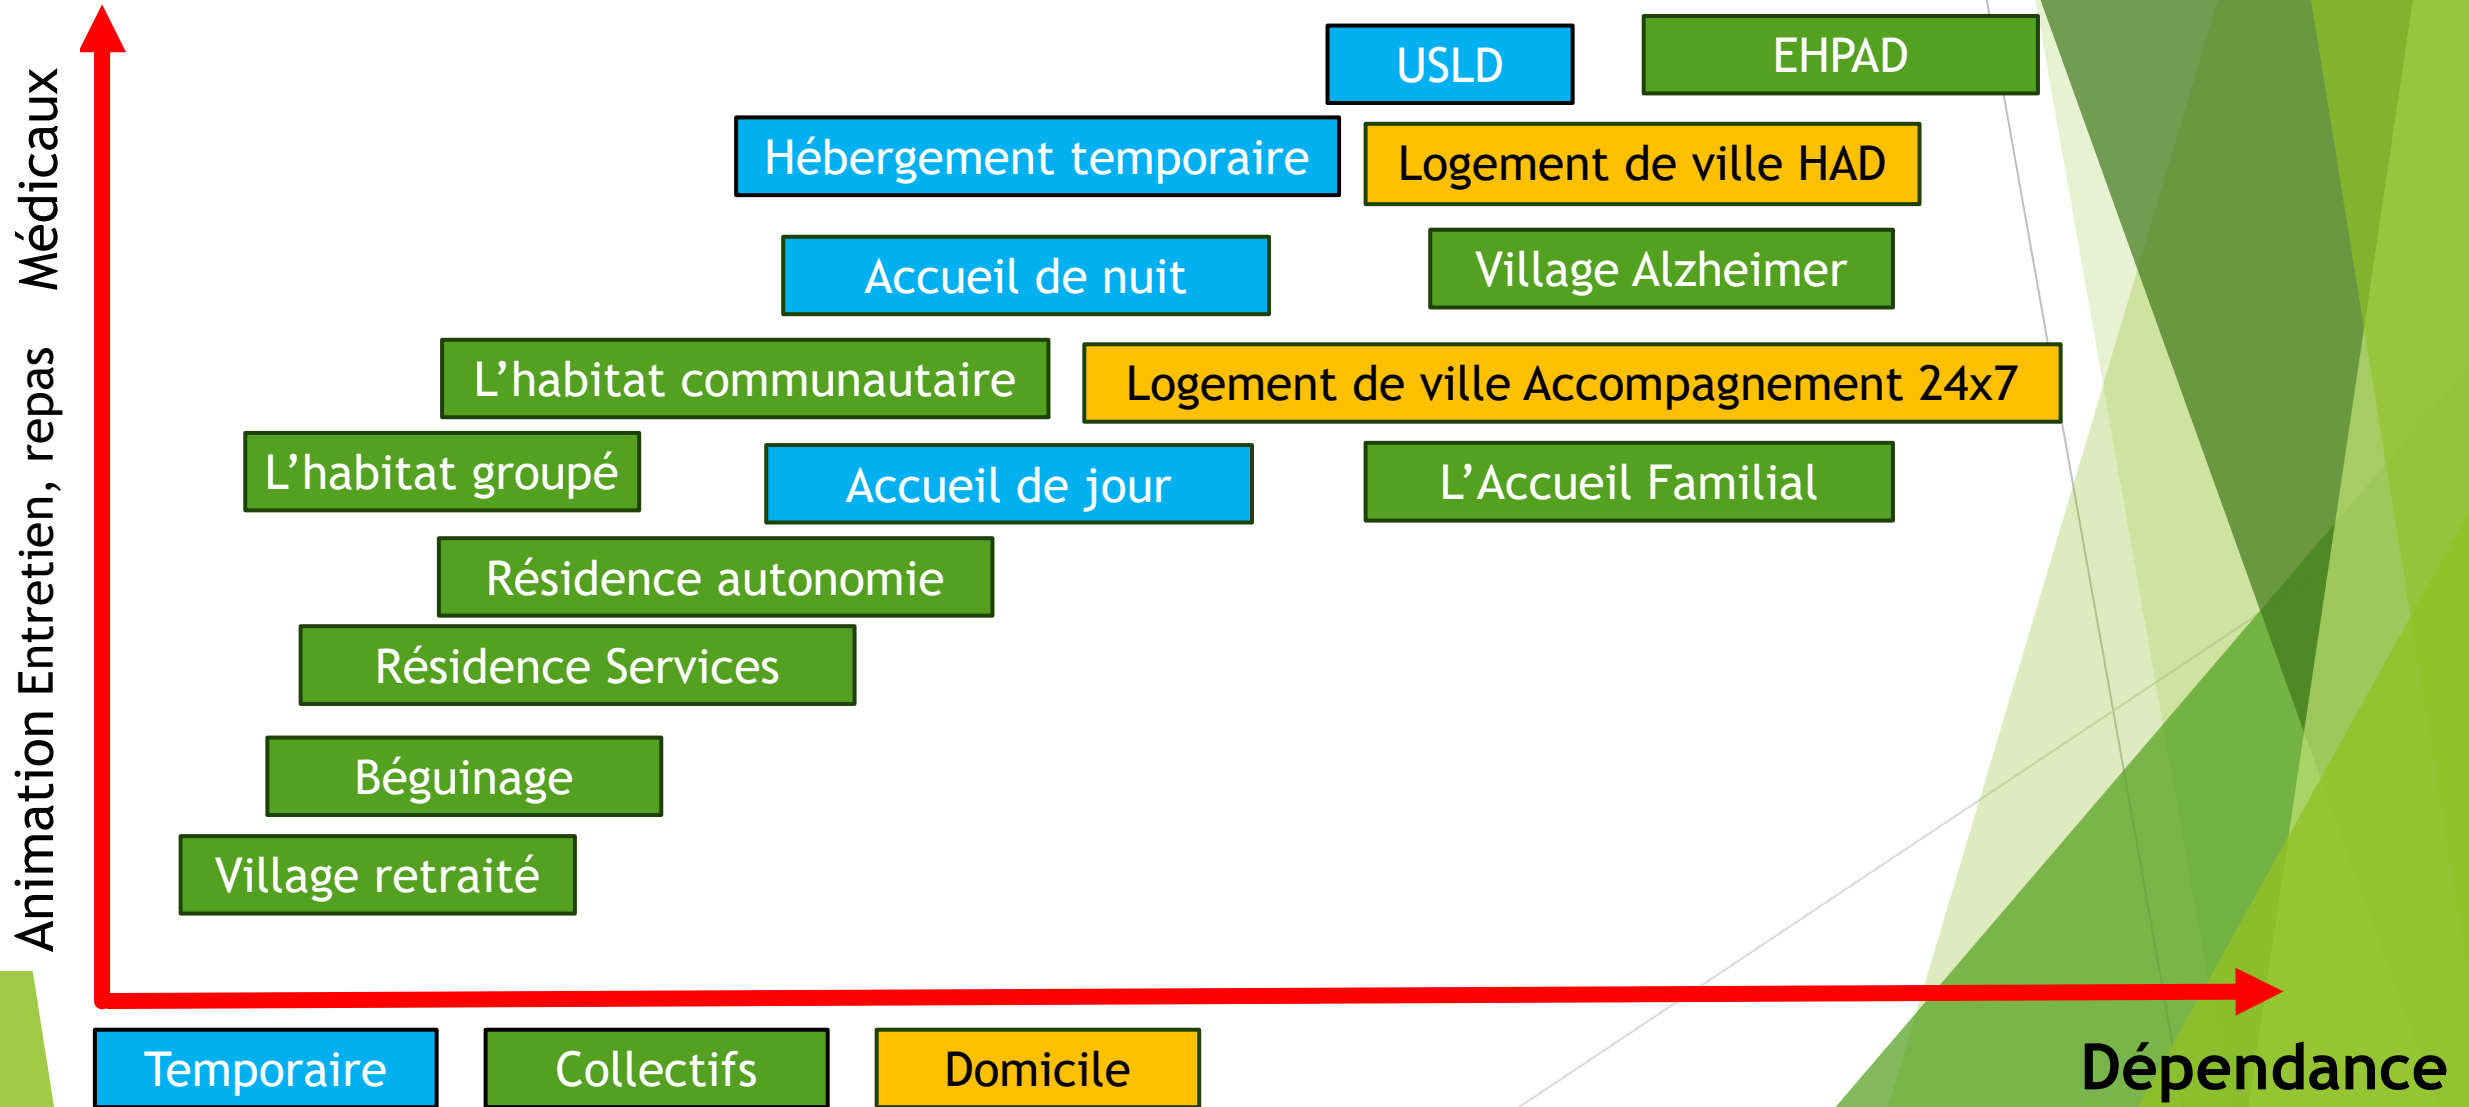 USLD
EHPAD
Hébergement temporaire
Logement de ville HAD
Accueil de nuit
Village Alzheimer
L’habitat communautaire
Logement de ville Accompagnement 24x7
L’habitat groupé
Accueil de jour
L’Accueil Familial
Résidence autonomie
Résidence Services
Béguinage
Village retraité
Animation Entretien, repas Médicaux
Temporaire
Collectifs
Domicile
Dépendance